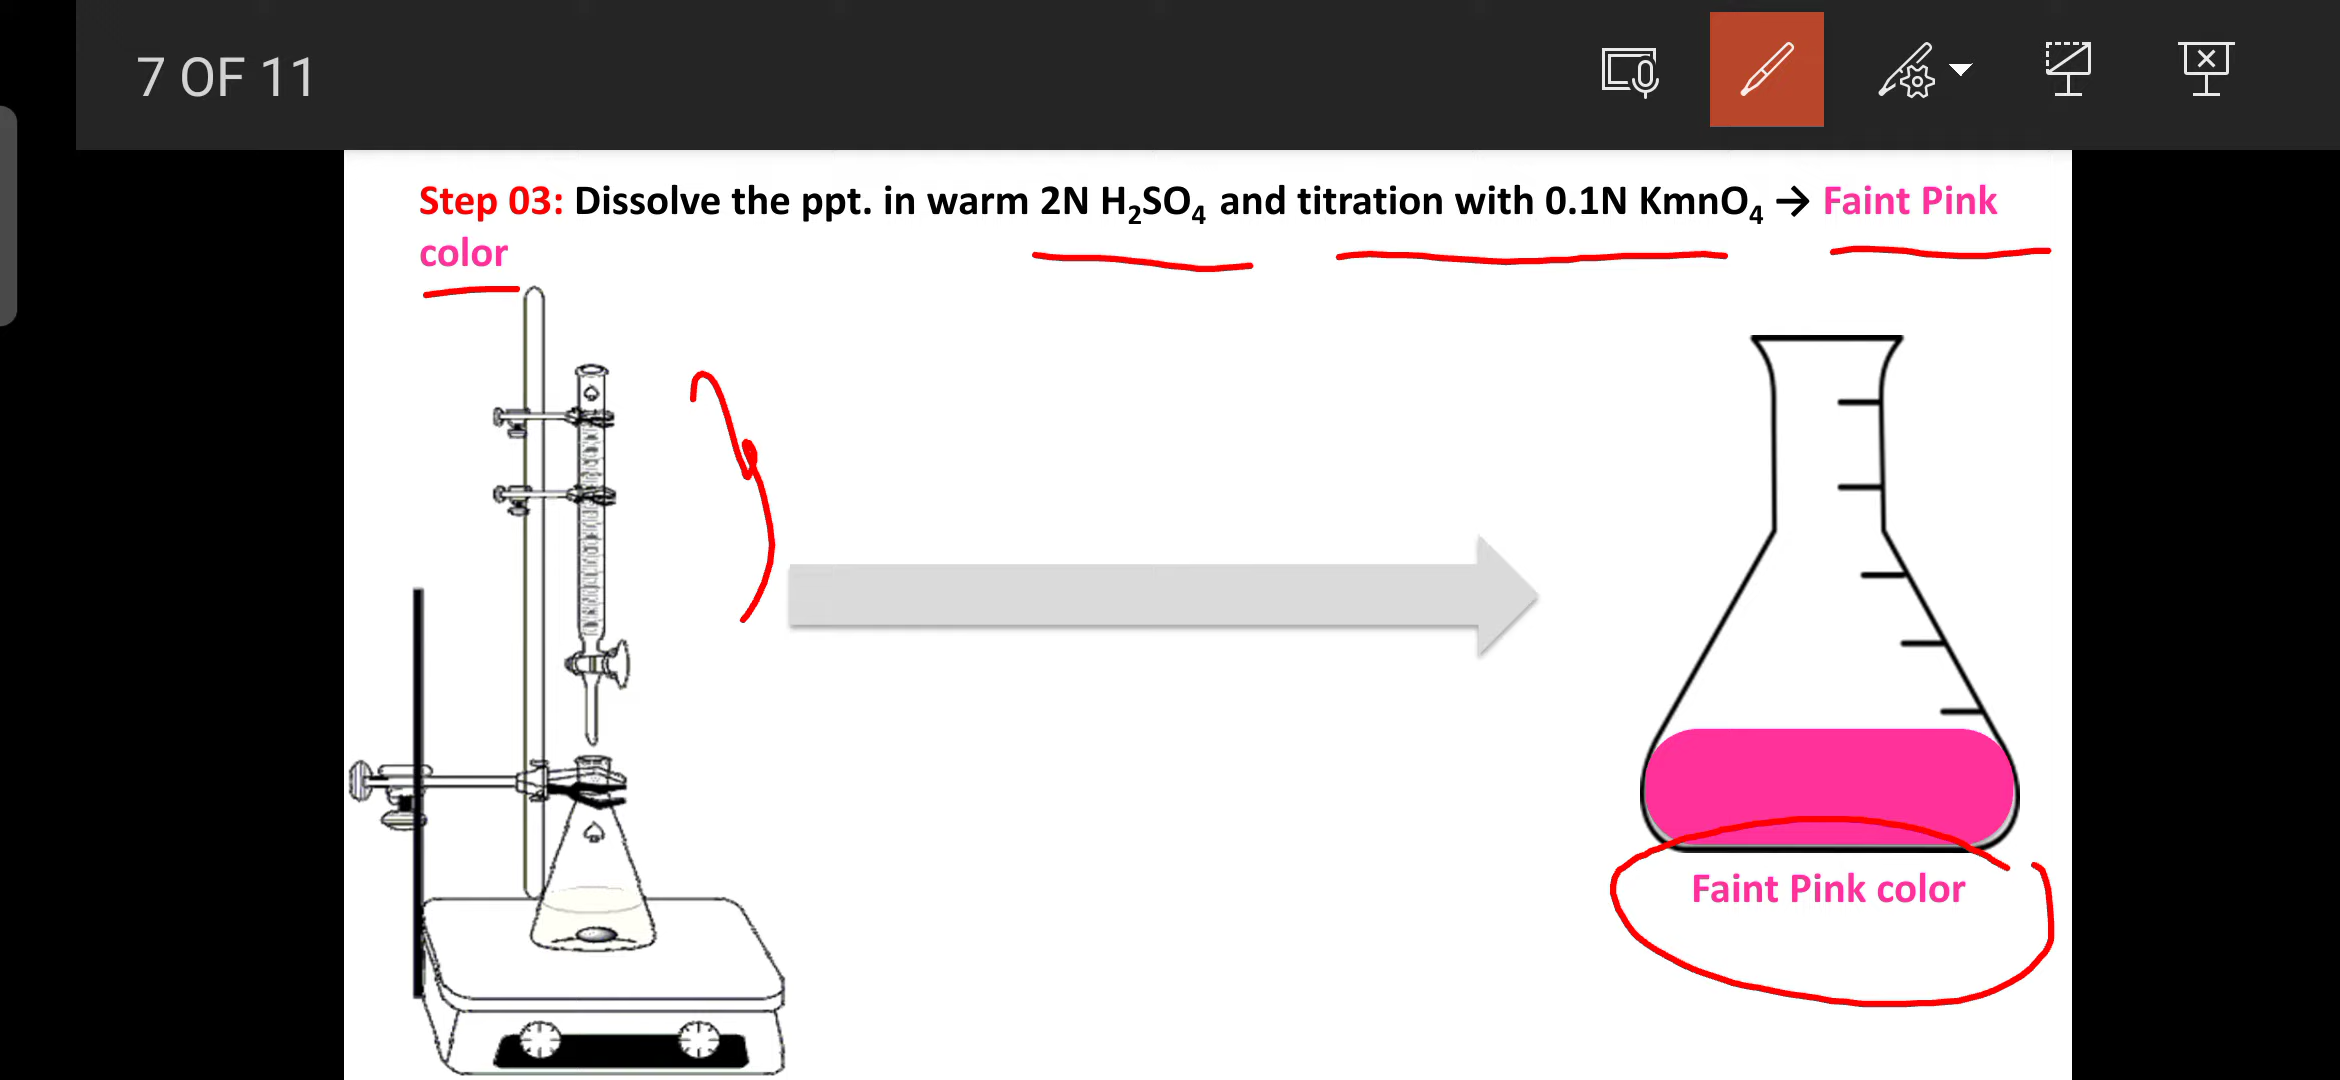 7 OF 11
Step 03: Dissolve the ppt. in warm 2N H₂SO₄ and titration with 0.1N KmnO₄ → Faint Pink
color
Faint Pink color